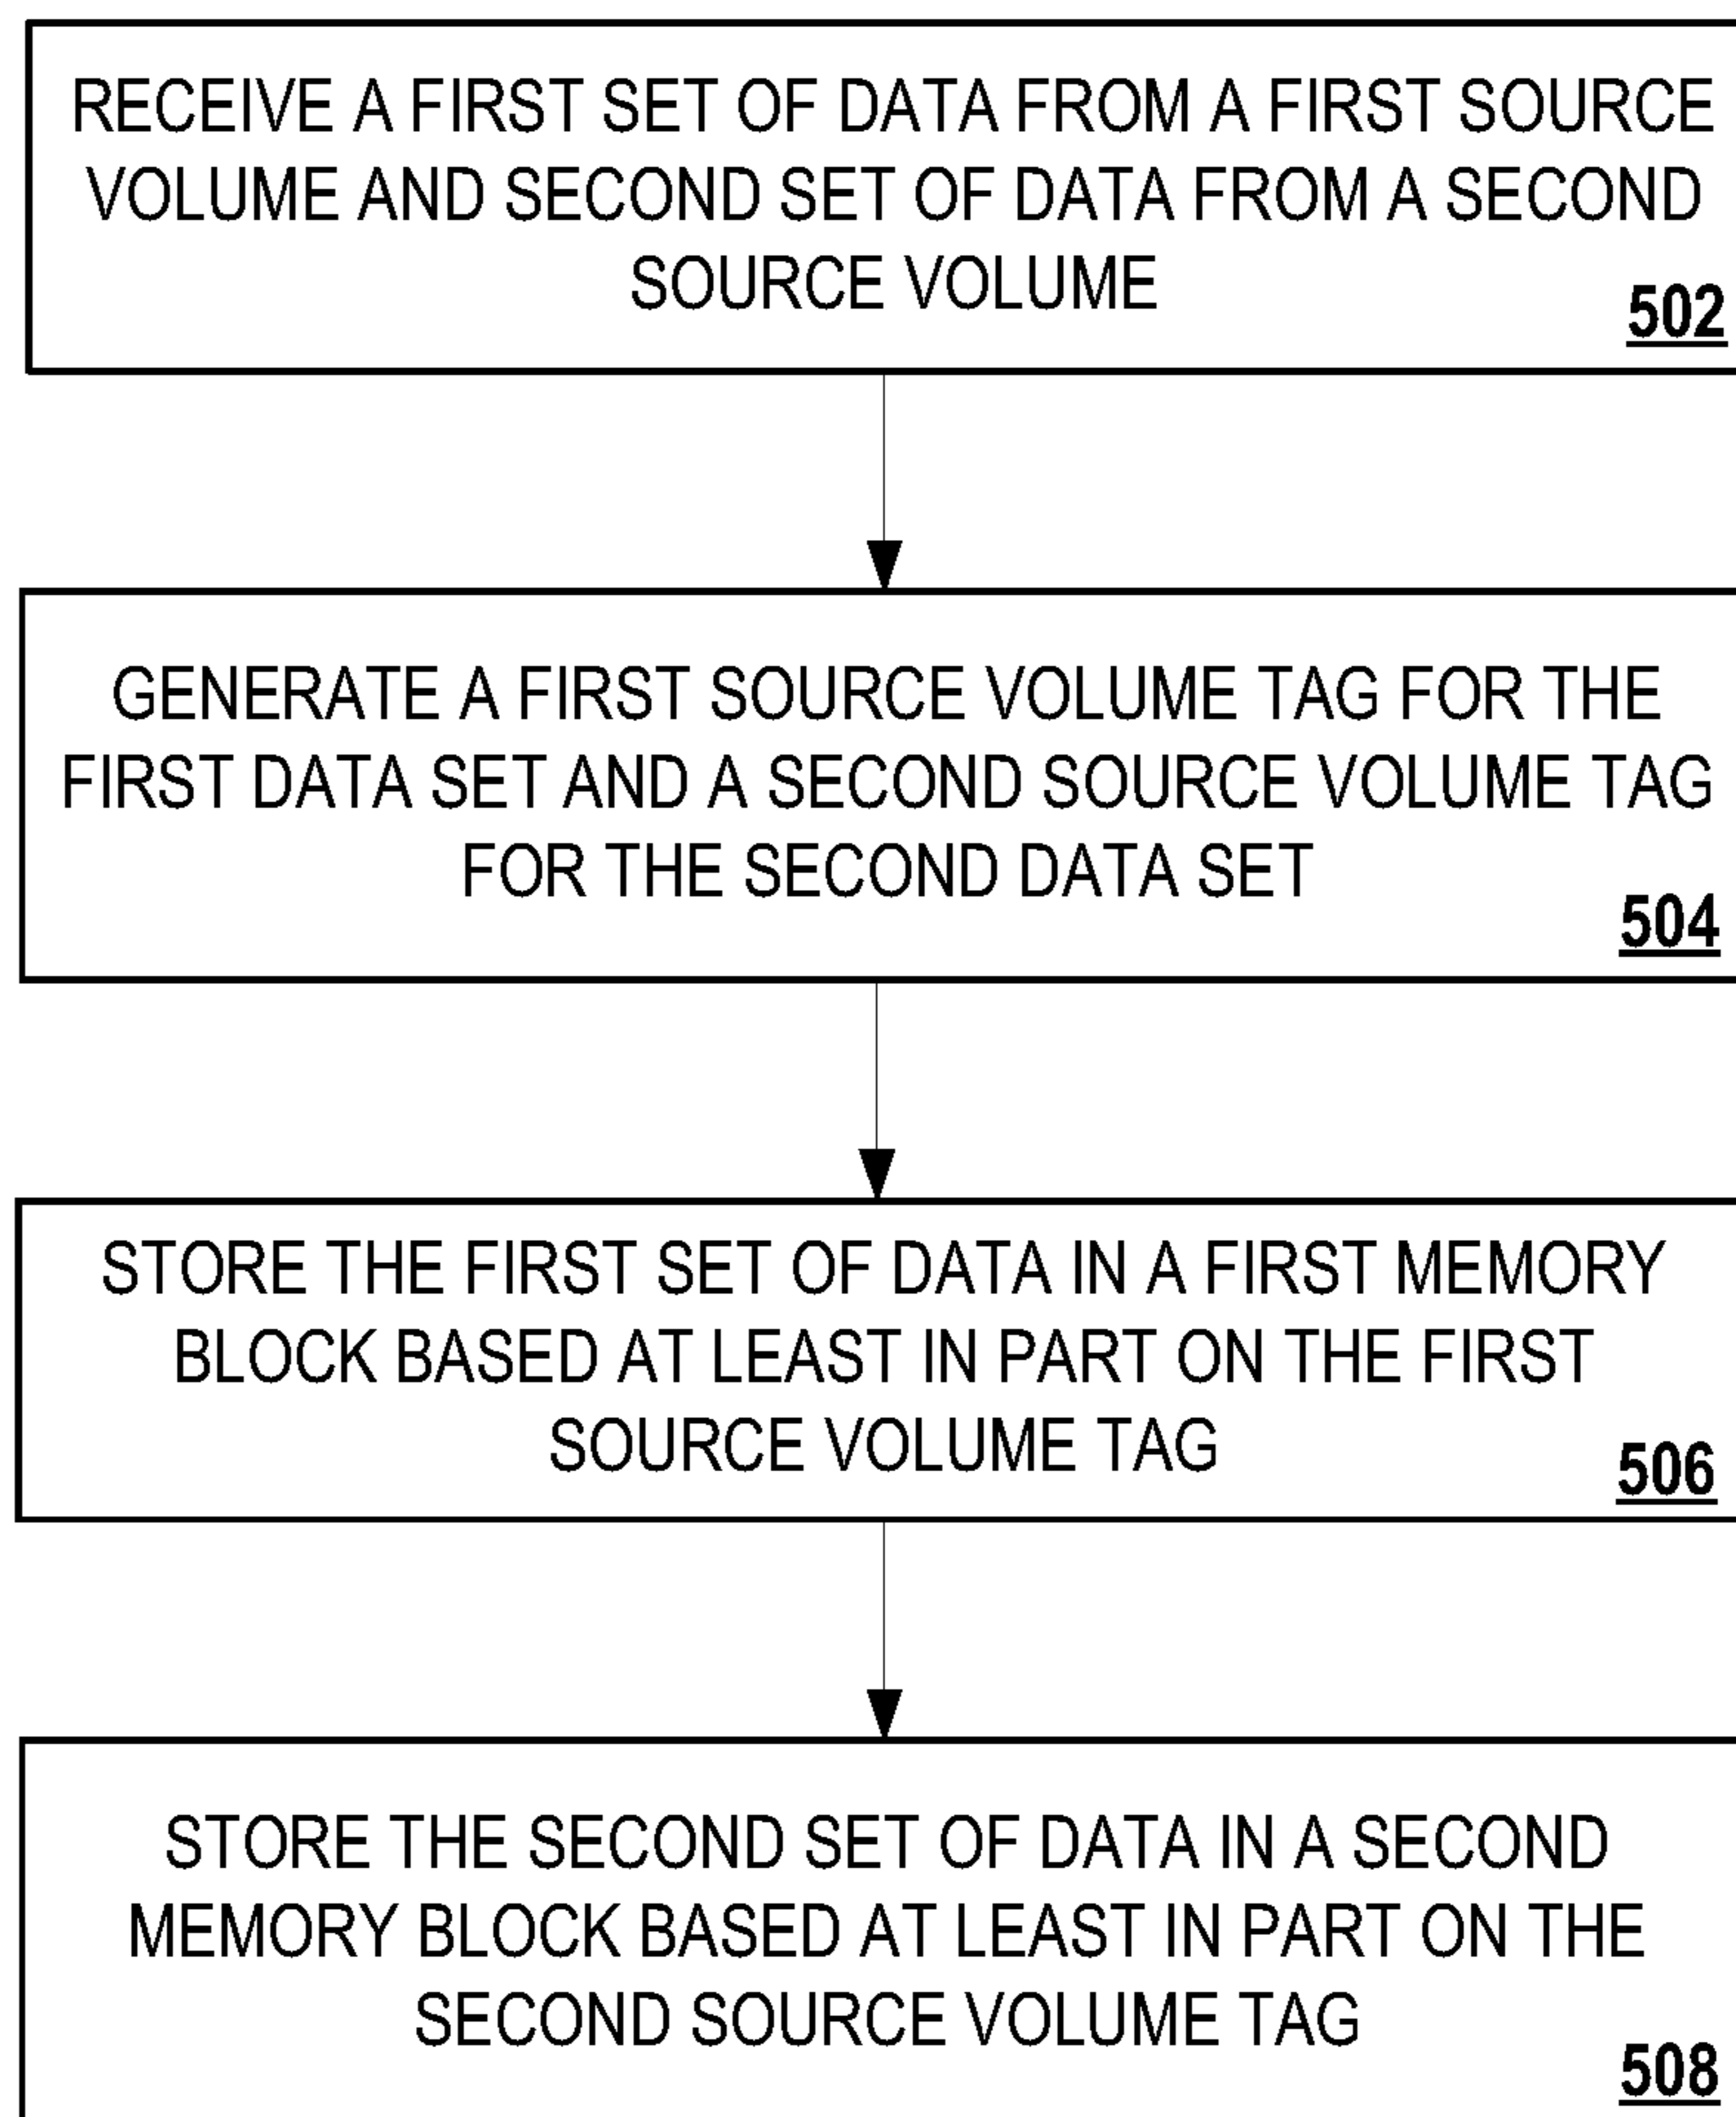 RECEIVE A FIRST SET OF DATA FROM A FIRST SOURCE
VOLUME AND SECOND SET OF DATA FROM A SECOND
SOURCE VOLUME
502
GENERATE A FIRST SOURCE VOLUME TAG FOR THE
FIRST DATA SET AND A SECOND SOURCE VOLUME TAG
FOR THE SECOND DATA SET
504
STORE THE FIRST SET OF DATA IN A FIRST MEMORY
BLOCK BASED AT LEAST IN PART ON THE FIRST
SOURCE VOLUME TAG
506
STORE THE SECOND SET OF DATA IN A SECOND
MEMORY BLOCK BASED AT LEAST IN PART ON THE
SECOND SOURCE VOLUME TAG
508